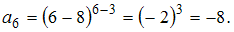 a₆ = (6 − 8)⁶⁻³ = (− 2)³ = −8.